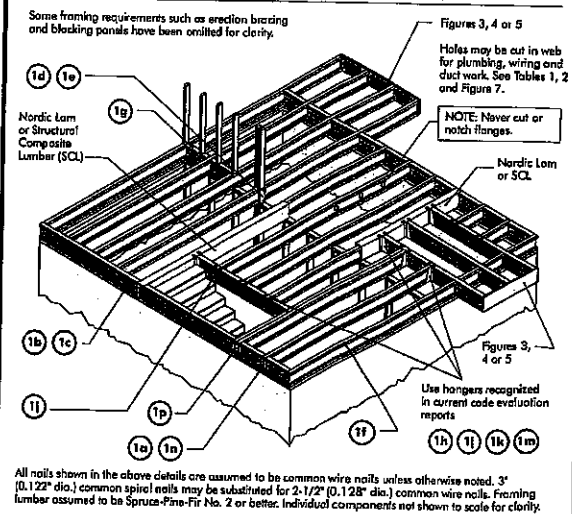 Some framing requirements such as erection bracing
and blocking panels have been omitted for clarity.
Figures 3, 4 or 5
Holes may be cut in web
for plumbing, wiring and
duct work. See Tables 1, 2
and Figure 7.
1d 1e
1g
NOTE: Never cut or
notch flanges.
Nordic Lam
or Structural
Composite
Lumber (SCL)
Nordic Lam
or SCL
1b 1c
Figures 3,
4 or 5
1j
1p
1f
Use hangers recognized
in current code evaluation
reports
1a 1n
1h 1k 1m
All nails shown in the above details are assumed to be common wire nails unless otherwise noted. 3"
(0.122" dia.) common spiral nails may be substituted for 2-1/2" (0.128" dia.) common wire nails. Framing
lumber assumed to be Spruce-Pine-Fir No. 2 or better. Individual components not shown to scale for clarity.